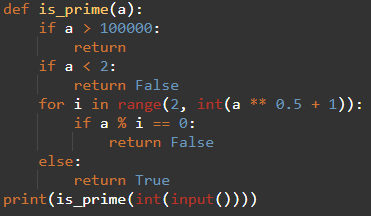 def is_prime(a):
    if a > 100000:
        return
    if a < 2:
        return False
    for i in range(2, int(a ** 0.5 + 1)):
        if a % i == 0:
            return False
    else:
        return True
print(is_prime(int(input())))